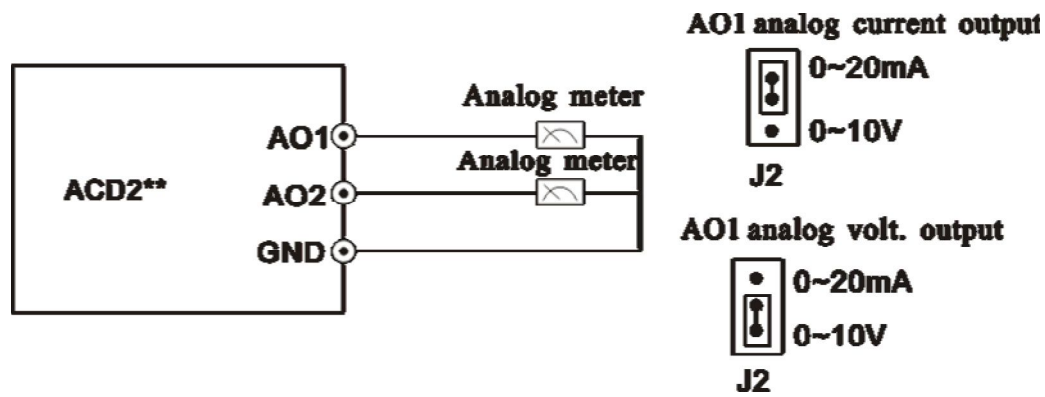 AO1 analog current output
0~20mA
0~10V
J2
Analog meter
AO1
Analog meter
ACD2**
AO2
GND
AO1 analog volt. output
0~20mA
0~10V
J2